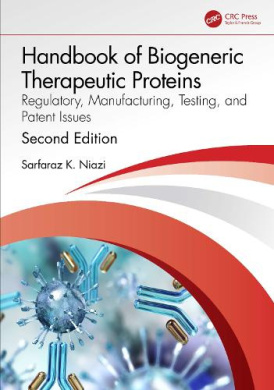 CRC Press
Taylor & Francis Group
Handbook of Biogeneric
Therapeutic Proteins
Regulatory, Manufacturing, Testing, and
Patent Issues
Second Edition
Sarfaraz K. Niazi